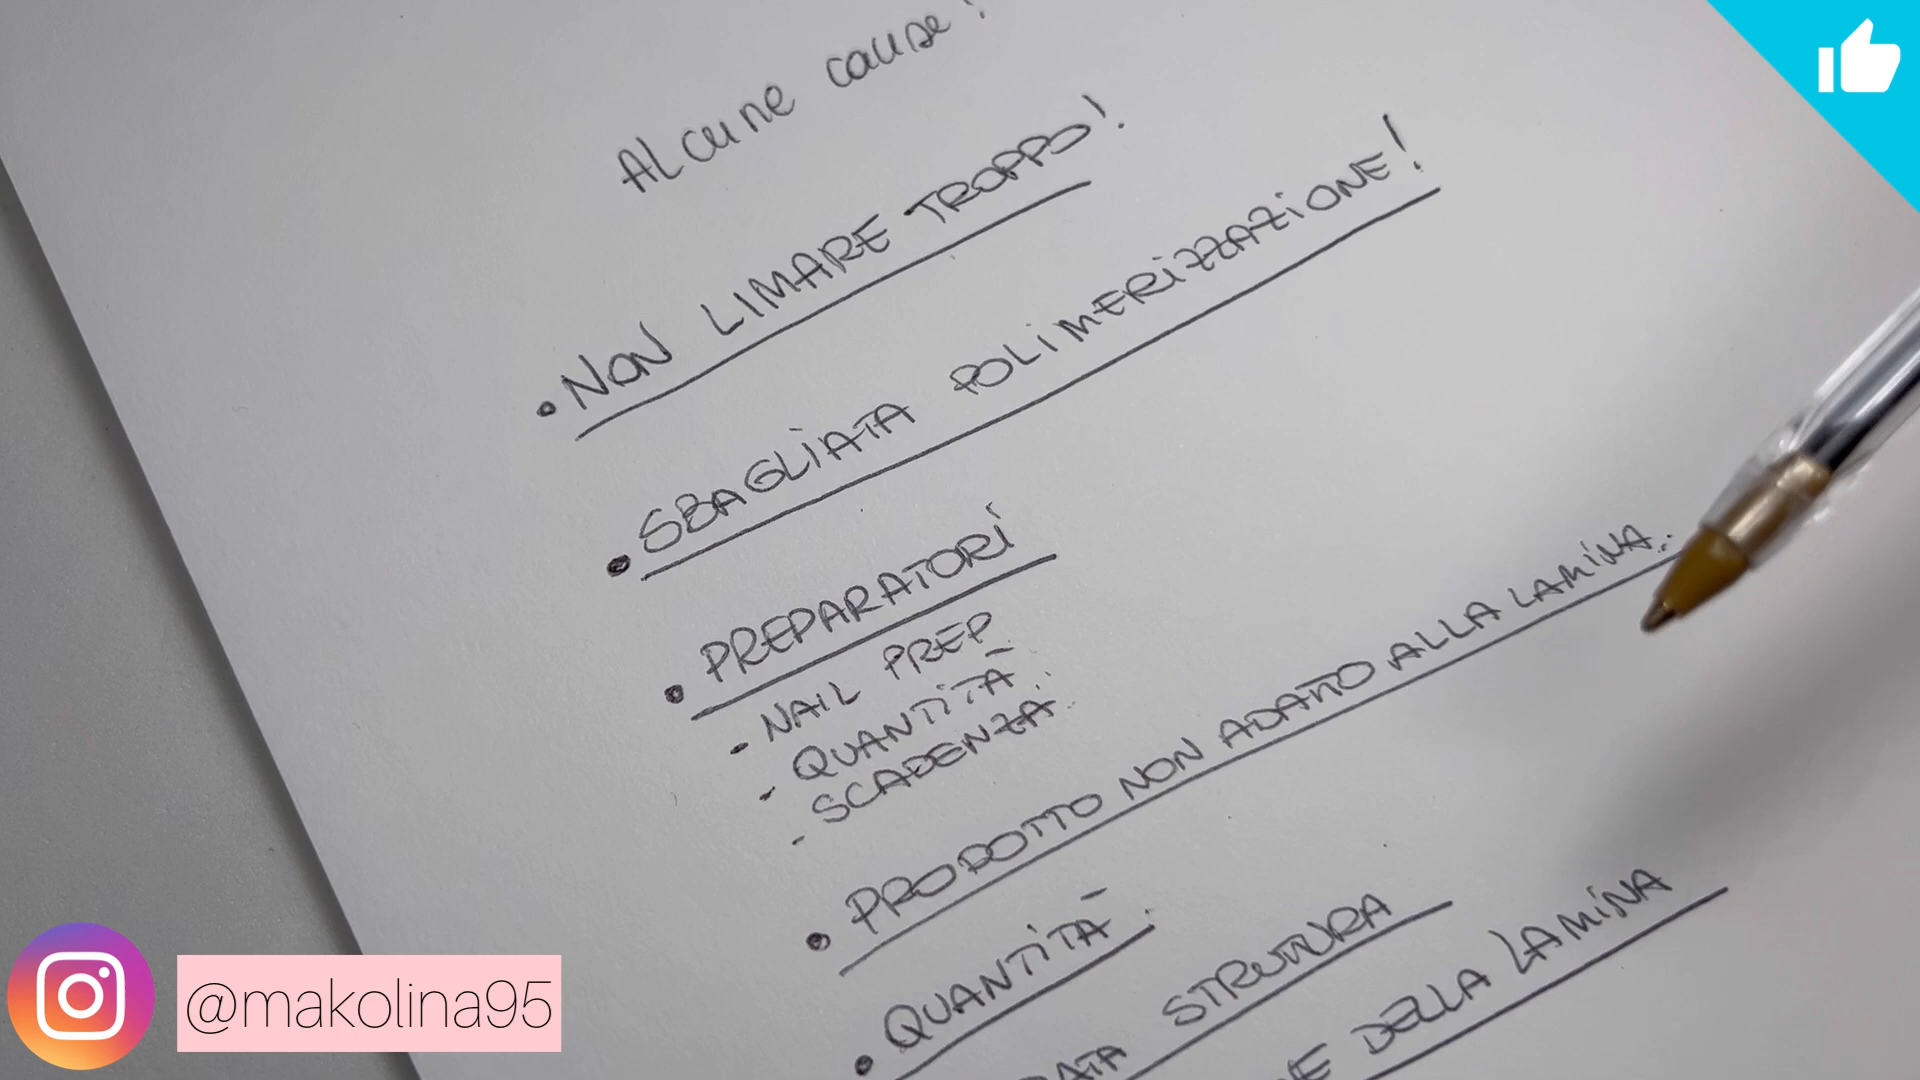 Alcune cause!
• NON LIMARE TROPPO!
• SBAGLIATA POLIMERIZZAZIONE!
• PREPARATORI
- NAIL PREP
- QUANTITÀ
- SCADENZA
• PRODOTTO NON ADATTO ALLA LAMINA
• QUANTITÀ
STRUTTURA
DELLA LAMINA
@makolina95